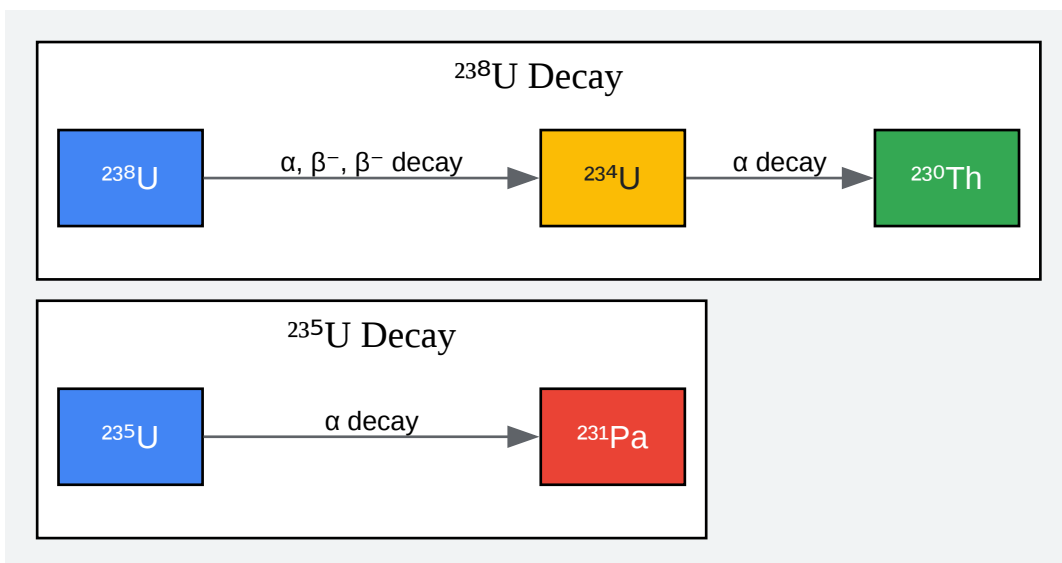 ²³⁸U Decay
²³⁸U
α, β⁻, β⁻ decay
²³⁴U
α decay
²³⁰Th
²³⁵U Decay
²³⁵U
α decay
²³¹Pa